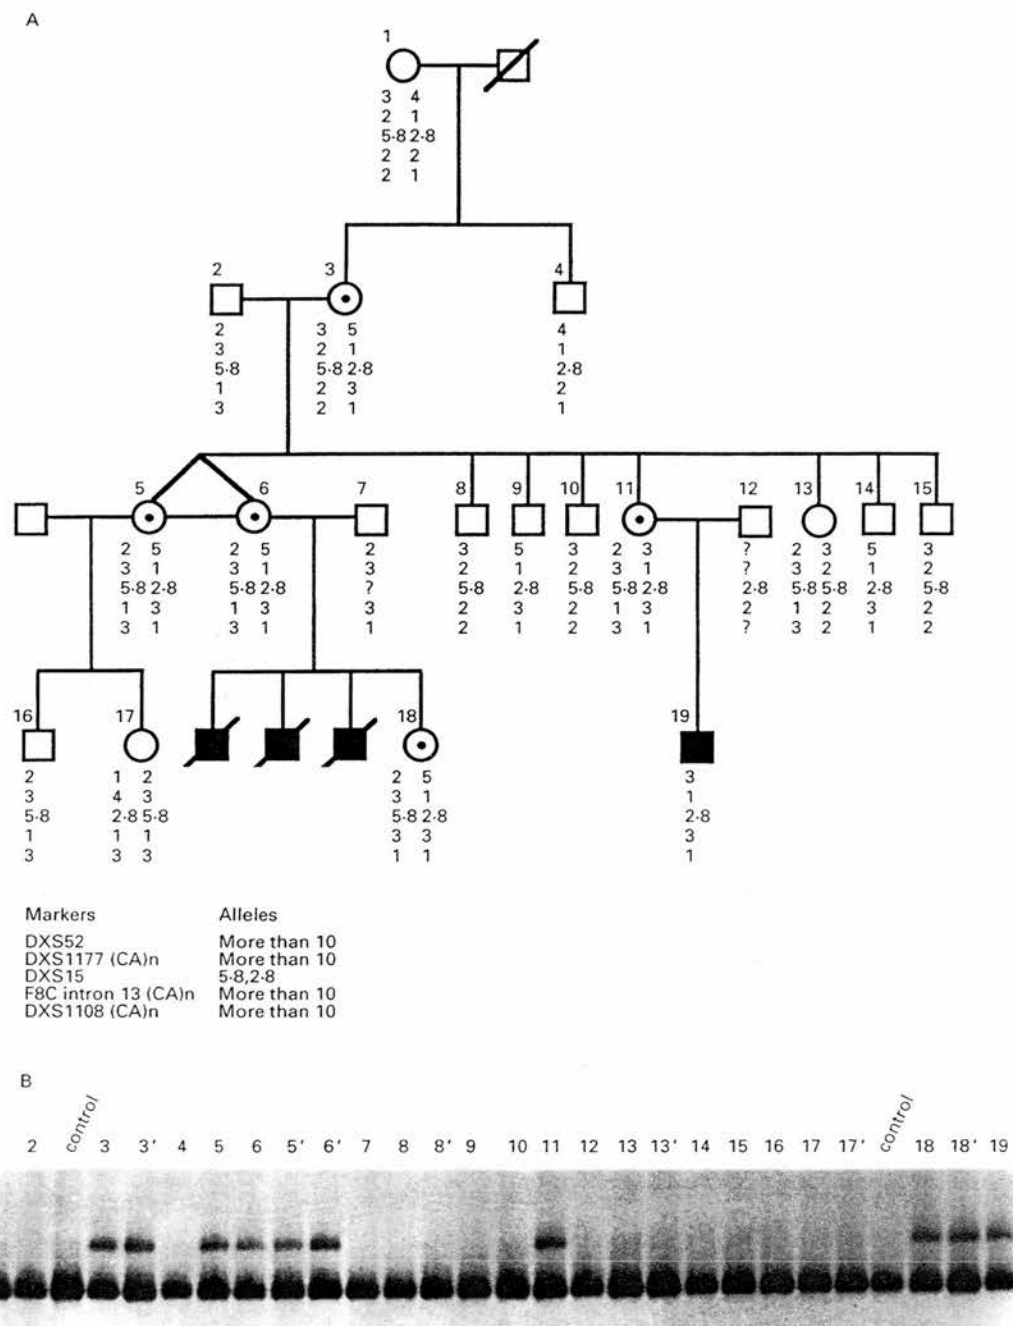 A
1
3 4
2 1
5·8 2·8
2 2
2 1
2 3 4
2 3 5 4
3 2 1 1
5·8 5·8 2·8 2·8
1 2 3 2
3 2 1 1
5 6 7 8 9 10 11 12 13 14 15
2 5 2 5 2 3 5 3 2 3 ? 2 3 5 3
3 1 3 1 3 2 1 2 3 1 ? 3 2 1 2
5·8 2·8 5·8 2·8 ? 5·8 2·8 5·8 5·8 2·8 2·8 5·8 5·8 2·8 5·8
1 3 1 3 3 2 3 2 1 3 2 1 2 3 2
3 1 3 1 1 2 1 2 3 1 ? 3 2 1 2
16 17 18 19
2 1 2 2 5 3
3 4 3 3 1 1
5·8 2·8 5·8 5·8 2·8 2·8
1 1 1 3 3 3
3 3 3 1 1 1
Markers Alleles
DXS52 More than 10
DXS1177 (CA)n More than 10
DXS15 5·8,2·8
F8C intron 13 (CA)n More than 10
DXS1108 (CA)n More than 10
B
2 control 3 3′ 4 5 6 5′ 6′ 7 8 8′ 9 10 11 12 13 13′ 14 15 16 17 17′ control 18 18′ 19